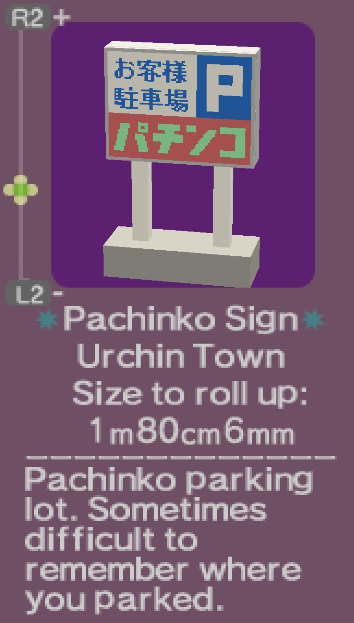 R2 +
お客様 P
駐車場
パチンコ
L2 -
Pachinko Sign
Urchin Town
Size to roll up:
1m80cm6mm
Pachinko parking
lot. Sometimes
difficult to
remember where
you parked.